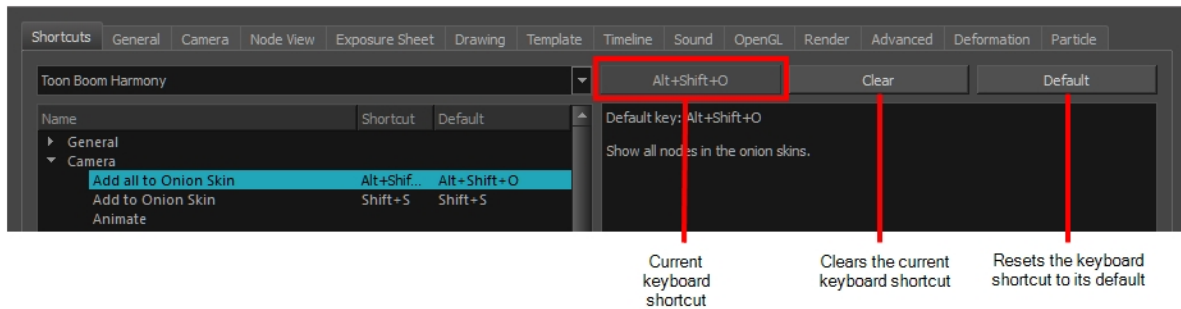 Shortcuts General Camera Node View Exposure Sheet Drawing Template Timeline Sound OpenGL Render Advanced Deformation Particle
Toon Boom Harmony Alt+Shift+O Clear Default
Name Shortcut Default
General
Camera
Add all to Onion Skin Alt+Shif... Alt+Shift+O
Add to Onion Skin Shift+S Shift+S
Animate
Default key: Alt+Shift+O
Show all nodes in the onion skins.
Current
keyboard
shortcut
Clears the current
keyboard shortcut
Resets the keyboard
shortcut to its default